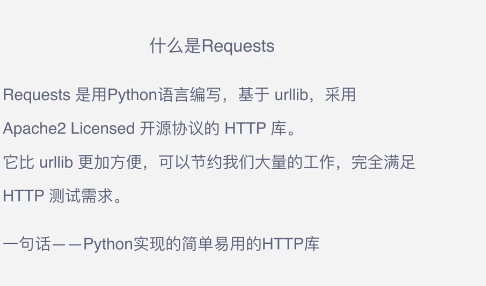 什么是Requests
Requests 是用Python语言编写，基于 urllib，采用
Apache2 Licensed 开源协议的 HTTP 库。
它比 urllib 更加方便，可以节约我们大量的工作，完全满足
HTTP 测试需求。
一句话——Python实现的简单易用的HTTP库